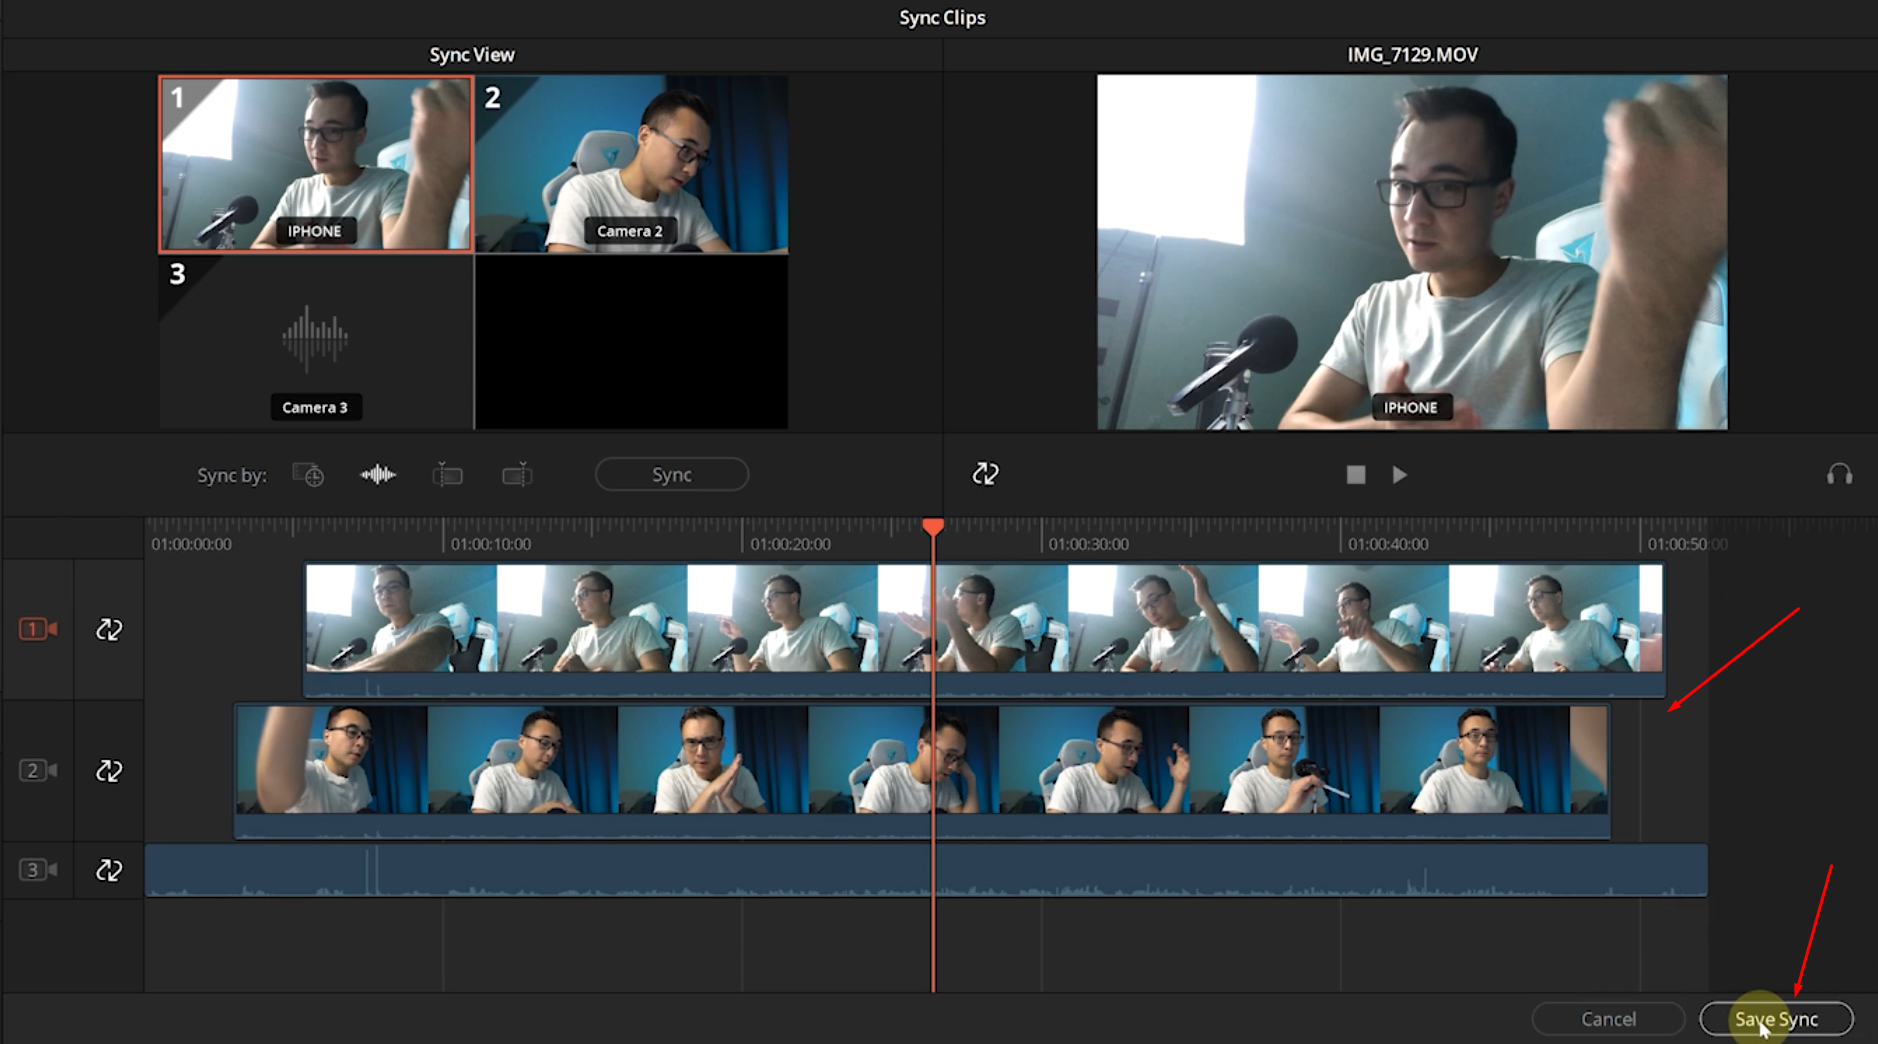 Sync Clips
Sync View
IMG_7129.MOV
1
2
IPHONE
Camera 2
3
Camera 3
IPHONE
Sync by:
Sync
01:00:00:00
01:00:10:00
01:00:20:00
01:00:30:00
01:00:40:00
01:00:50:00
1
2
3
Cancel
Save Sync